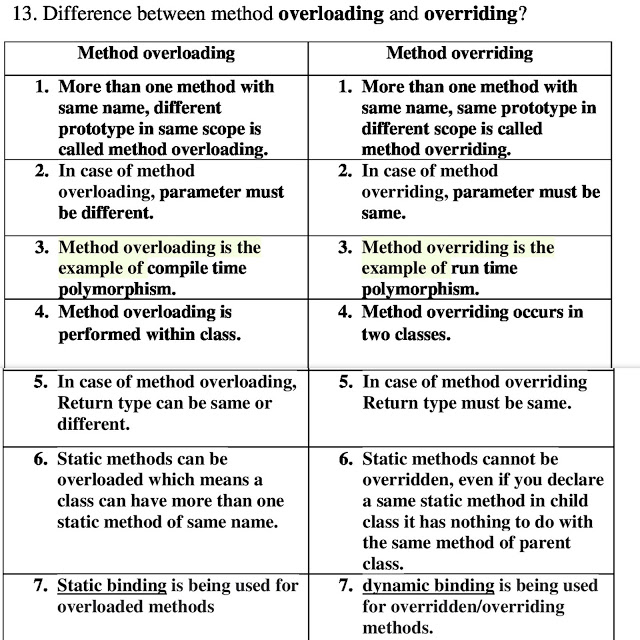 13. Difference between method overloading and overriding?
Method overloading
Method overriding
1. More than one method with
same name, different
prototype in same scope is
called method overloading.
1. More than one method with
same name, same prototype in
different scope is called
method overriding.
2. In case of method
overloading, parameter must
be different.
2. In case of method
overriding, parameter must be
same.
3. Method overloading is the
example of compile time
polymorphism.
3. Method overriding is the
example of run time
polymorphism.
4. Method overloading is
performed within class.
4. Method overriding occurs in
two classes.
5. In case of method overloading,
Return type can be same or
different.
5. In case of method overriding
Return type must be same.
6. Static methods can be
overloaded which means a
class can have more than one
static method of same name.
6. Static methods cannot be
overridden, even if you declare
a same static method in child
class it has nothing to do with
the same method of parent
class.
7. Static binding is being used for
overloaded methods
7. dynamic binding is being used
for overridden/overriding
methods.